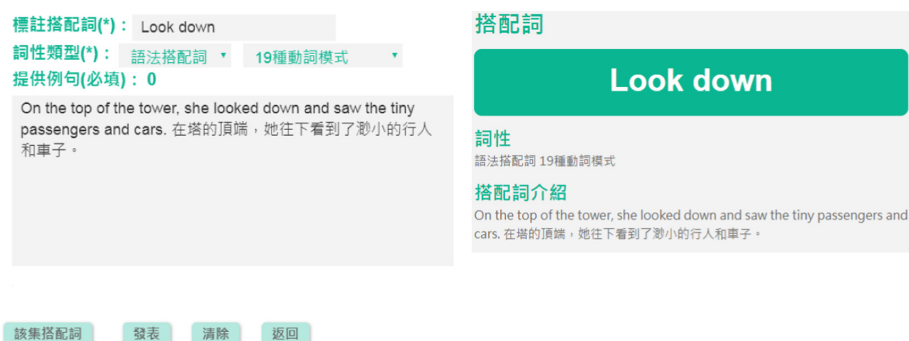 標註搭配詞(*)： Look down
詞性類型(*)： 語法搭配詞 19種動詞模式
提供例句(必填)： 0
On the top of the tower, she looked down and saw the tiny
passengers and cars. 在塔的頂端，她往下看到了渺小的行人
和車子。
該集搭配詞 發表 清除 返回
搭配詞
Look down
詞性
語法搭配詞 19種動詞模式
搭配詞介紹
On the top of the tower, she looked down and saw the tiny passengers and
cars. 在塔的頂端，她往下看到了渺小的行人和車子。